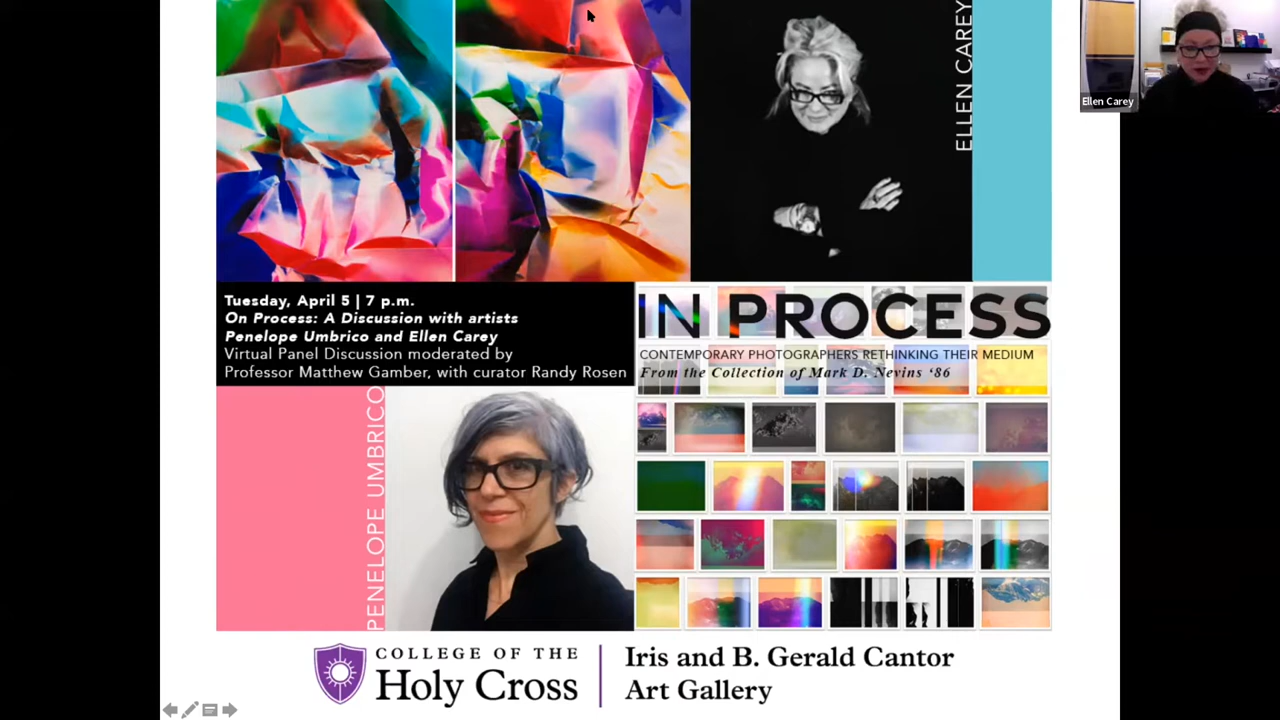 ELLEN CAREY
Ellen Carey
Tuesday, April 5 | 7 p.m.
On Process: A Discussion with artists
Penelope Umbrico and Ellen Carey
Virtual Panel Discussion moderated by
Professor Matthew Gamber, with curator Randy Rosen
IN PROCESS
CONTEMPORARY PHOTOGRAPHERS RETHINKING THEIR MEDIUM
From the Collection of Mark D. Nevins ‘86
PENELOPE UMBRICO
COLLEGE OF THE
Holy Cross
Iris and B. Gerald Cantor
Art Gallery